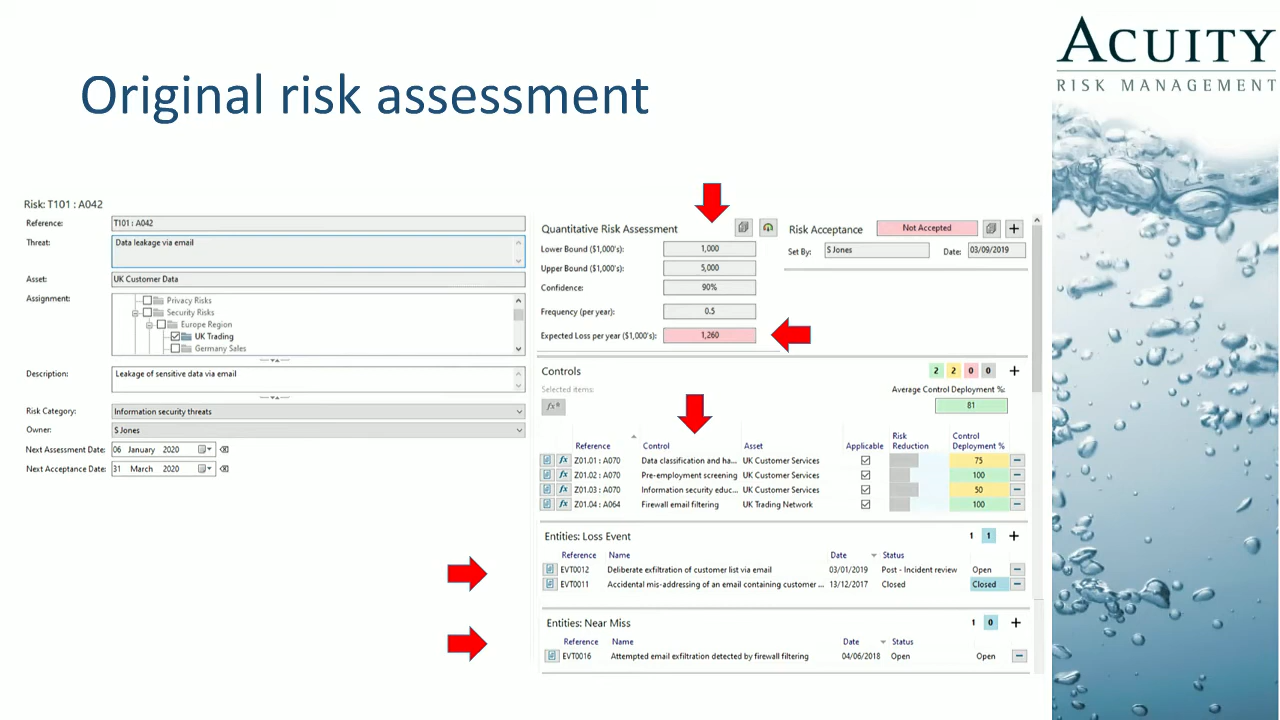 Original risk assessment
ACUITY
RISK MANAGEMENT
Risk: T101 : A042
Reference: T101 : A042
Threat: Data leakage via email
Asset: UK Customer Data
Assignment: Privacy Risks
Security Risks
Europe Region
UK Trading
Germany Sales
Description: Leakage of sensitive data via email
Risk Category: Information security threats
Owner: S Jones
Next Assessment Date: 06 January 2020
Next Acceptance Date: 31 March 2020
Quantitative Risk Assessment
Lower Bound ($1,000's): 1,000
Upper Bound ($1,000's): 5,000
Confidence: 90%
Frequency (per year): 0.5
Expected Loss per year ($1,000's): 1,260
Risk Acceptance Not Accepted +
Set By: S Jones Date: 03/09/2019
Controls 2 2 0 0 +
Selected items:
fx*
Average Control Deployment %:
81
Reference Control Asset Applicable Risk Reduction Control Deployment %
fx Z01.01 : A070 Data classification and ha... UK Customer Services 75
fx Z01.02 : A070 Pre-employment screening UK Customer Services 100
fx Z01.03 : A070 Information security educ... UK Customer Services 50
fx Z01.04 : A064 Firewall email filtering UK Trading Network 100
Entities: Loss Event 1 1 +
Reference Name Date Status
EVT0012 Deliberate exfiltration of customer list via email 03/01/2019 Post - Incident review Open
EVT0011 Accidental mis-addressing of an email containing customer ... 13/12/2017 Closed Closed
Entities: Near Miss 1 0 +
Reference Name Date Status
EVT0016 Attempted email exfiltration detected by firewall filtering 04/06/2018 Open Open